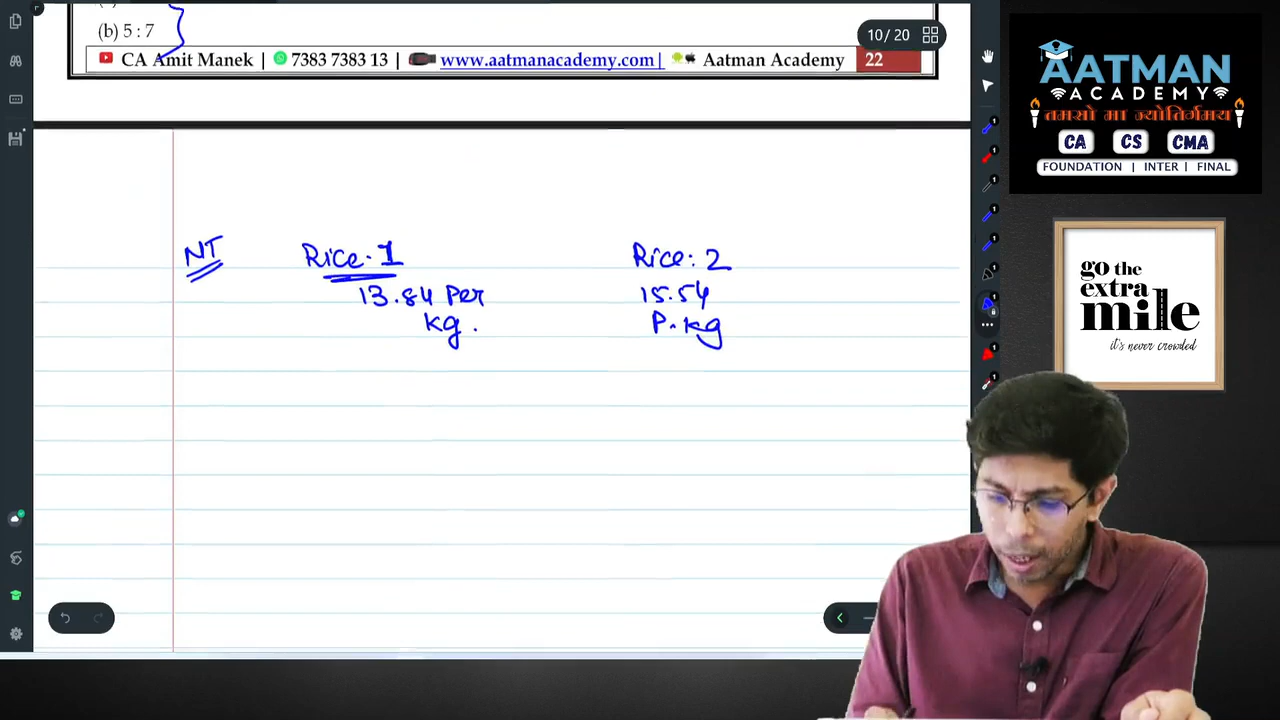 (b) 5 : 7
CA Amit Manek | 7383 7383 13 | www.aatmanacademy.com| Aatman Academy 22
10/20
NT Rice. 1 Rice: 2
13.84 Per 15.54
kg. P. kg
AATMAN
ACADEMY
तमसो मा ज्योतिर्गमय
CA CS CMA
FOUNDATION | INTER | FINAL
go the
extra
mile
it's never crowded